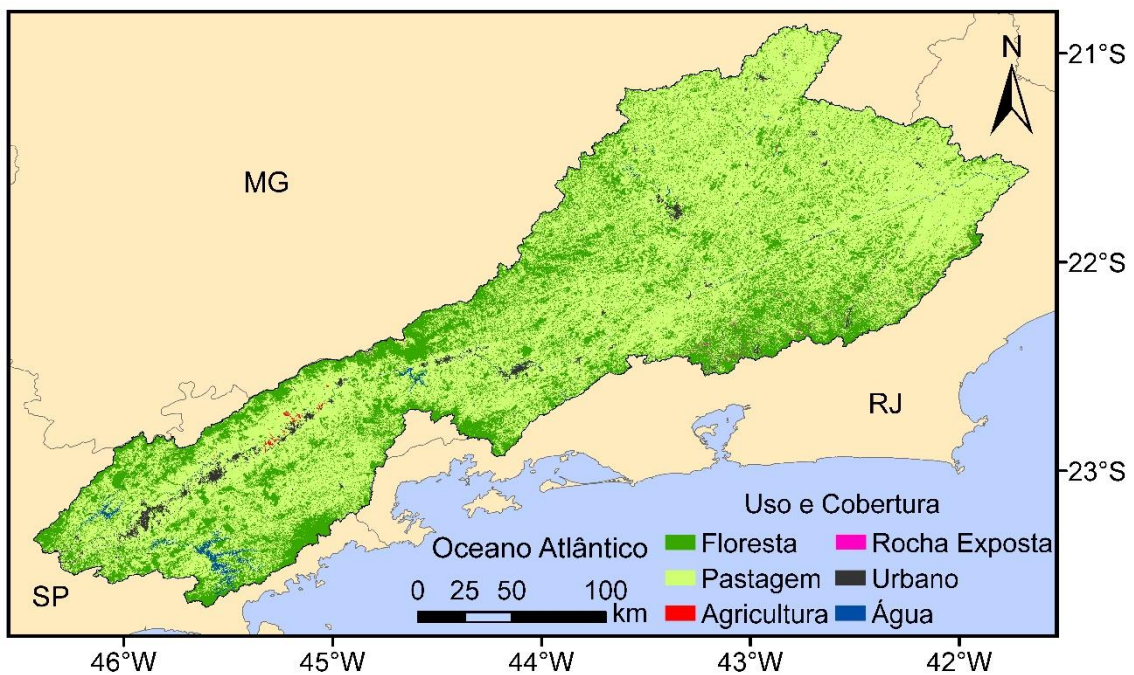 N
21°S
MG
22°S
RJ
23°S
SP
Uso e Cobertura
Oceano Atlântico
Floresta
Rocha Exposta
Pastagem
Urbano
Agricultura
Água
0 25 50 100
km
46°W 45°W 44°W 43°W 42°W